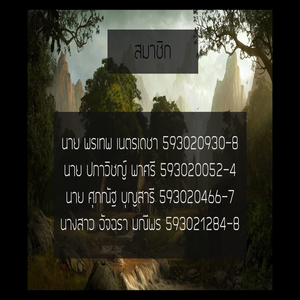 สมาชิก
นาย พรเทพ เนตรเดชา 593020930-8
นาย ปภาวิชญ์ พาศรี 593020052-4
นาย ศุภณัฐ บุญสาร์ 593020466-7
นางสาว อัจฉรา มณีพร 593021284-8